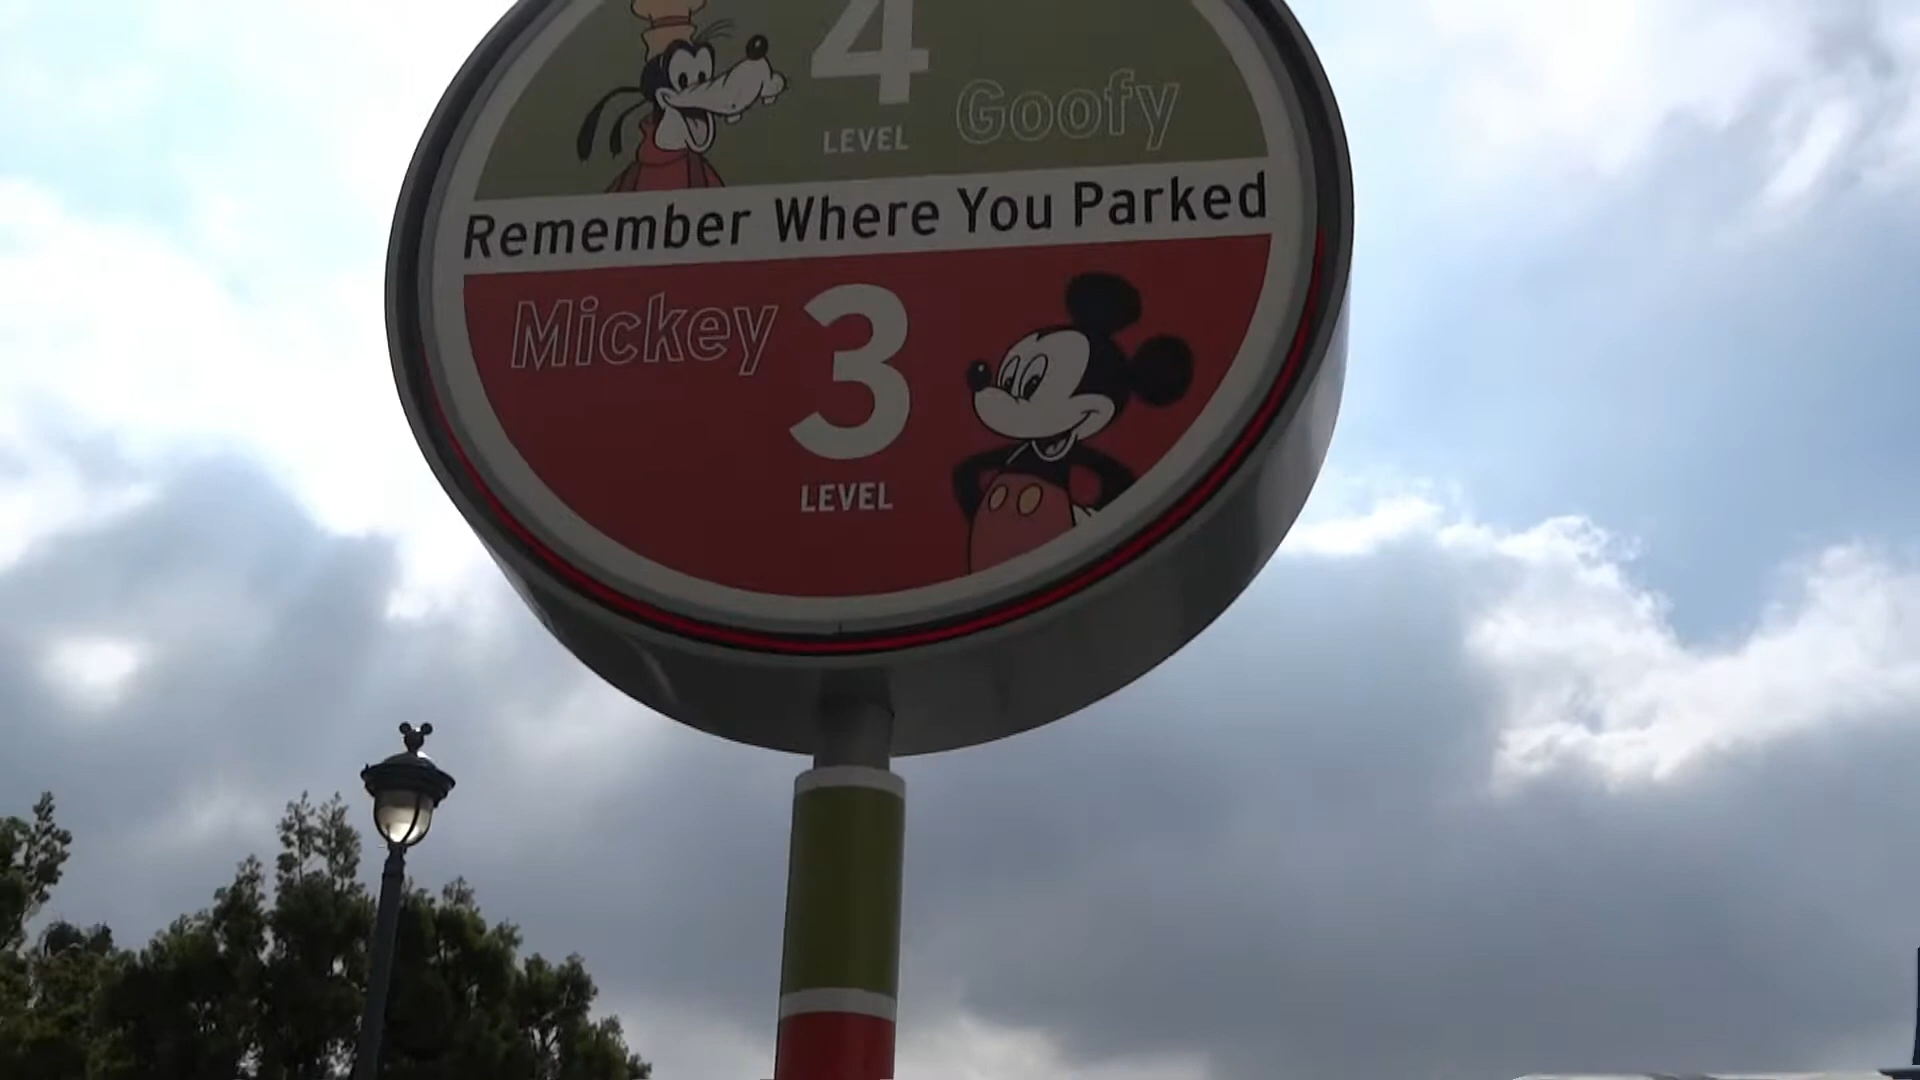 4
LEVEL Goofy
Remember Where You Parked
Mickey 3
LEVEL